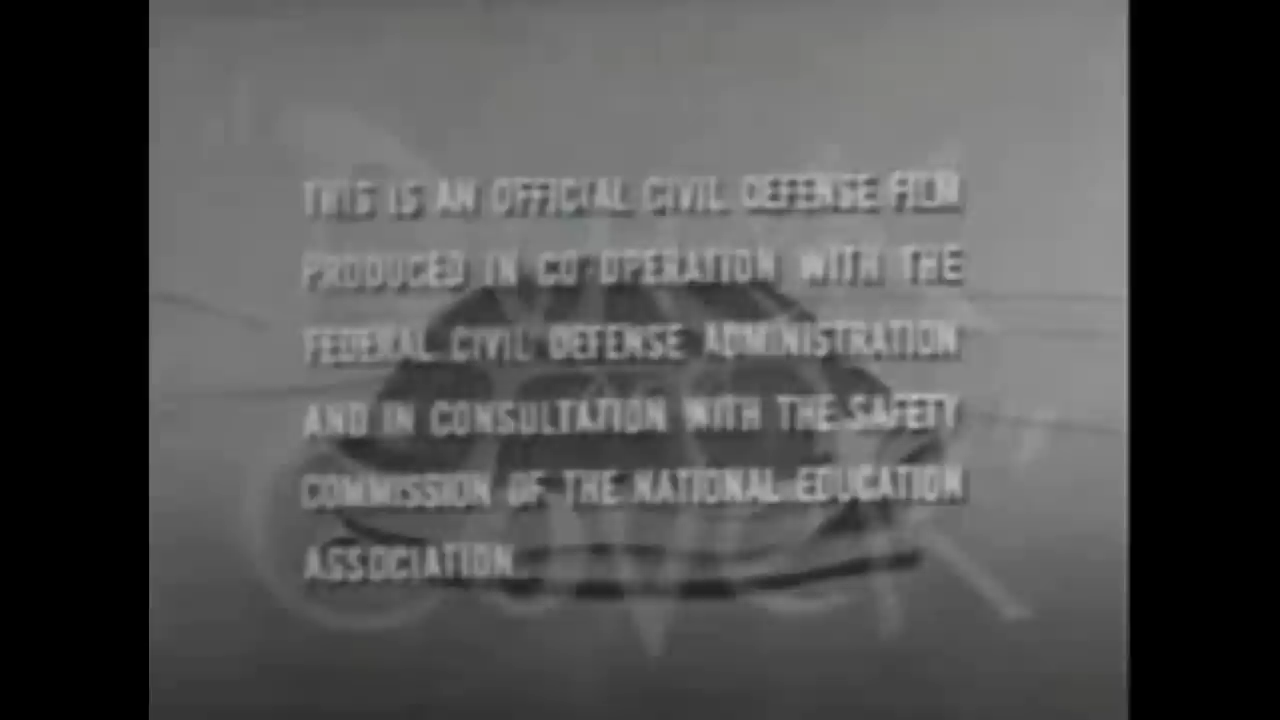 THIS IS AN OFFICIAL CIVIL DEFENSE FILM
PRODUCED IN CO-OPERATION WITH THE
FEDERAL CIVIL DEFENSE ADMINISTRATION
AND IN CONSULTATION WITH THE SAFETY
COMMISSION OF THE NATIONAL EDUCATION
ASSOCIATION.